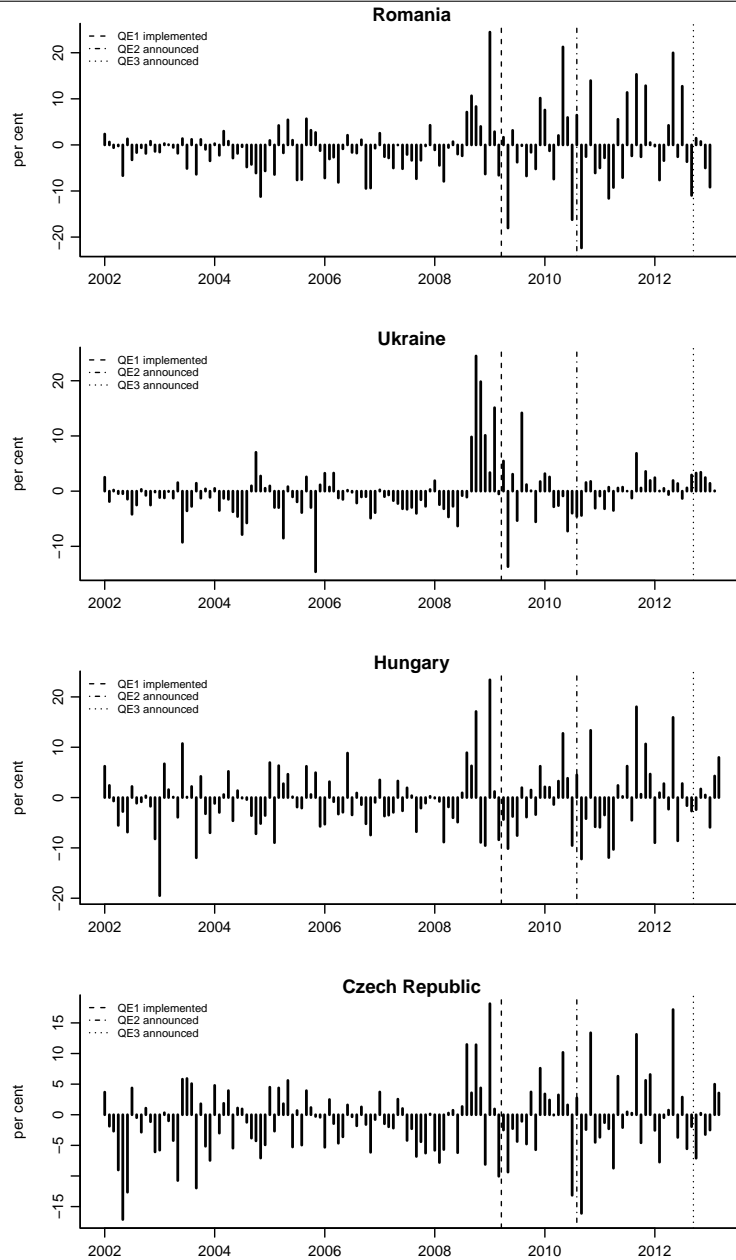 Romania
QE1 implemented
QE2 announced
QE3 announced
per cent
20
10
0
−10
−20
2002 2004 2006 2008 2010 2012
Ukraine
QE1 implemented
QE2 announced
QE3 announced
per cent
20
10
0
−10
2002 2004 2006 2008 2010 2012
Hungary
QE1 implemented
QE2 announced
QE3 announced
per cent
20
10
0
−10
−20
2002 2004 2006 2008 2010 2012
Czech Republic
QE1 implemented
QE2 announced
QE3 announced
per cent
15
10
5
0
−5
−15
2002 2004 2006 2008 2010 2012